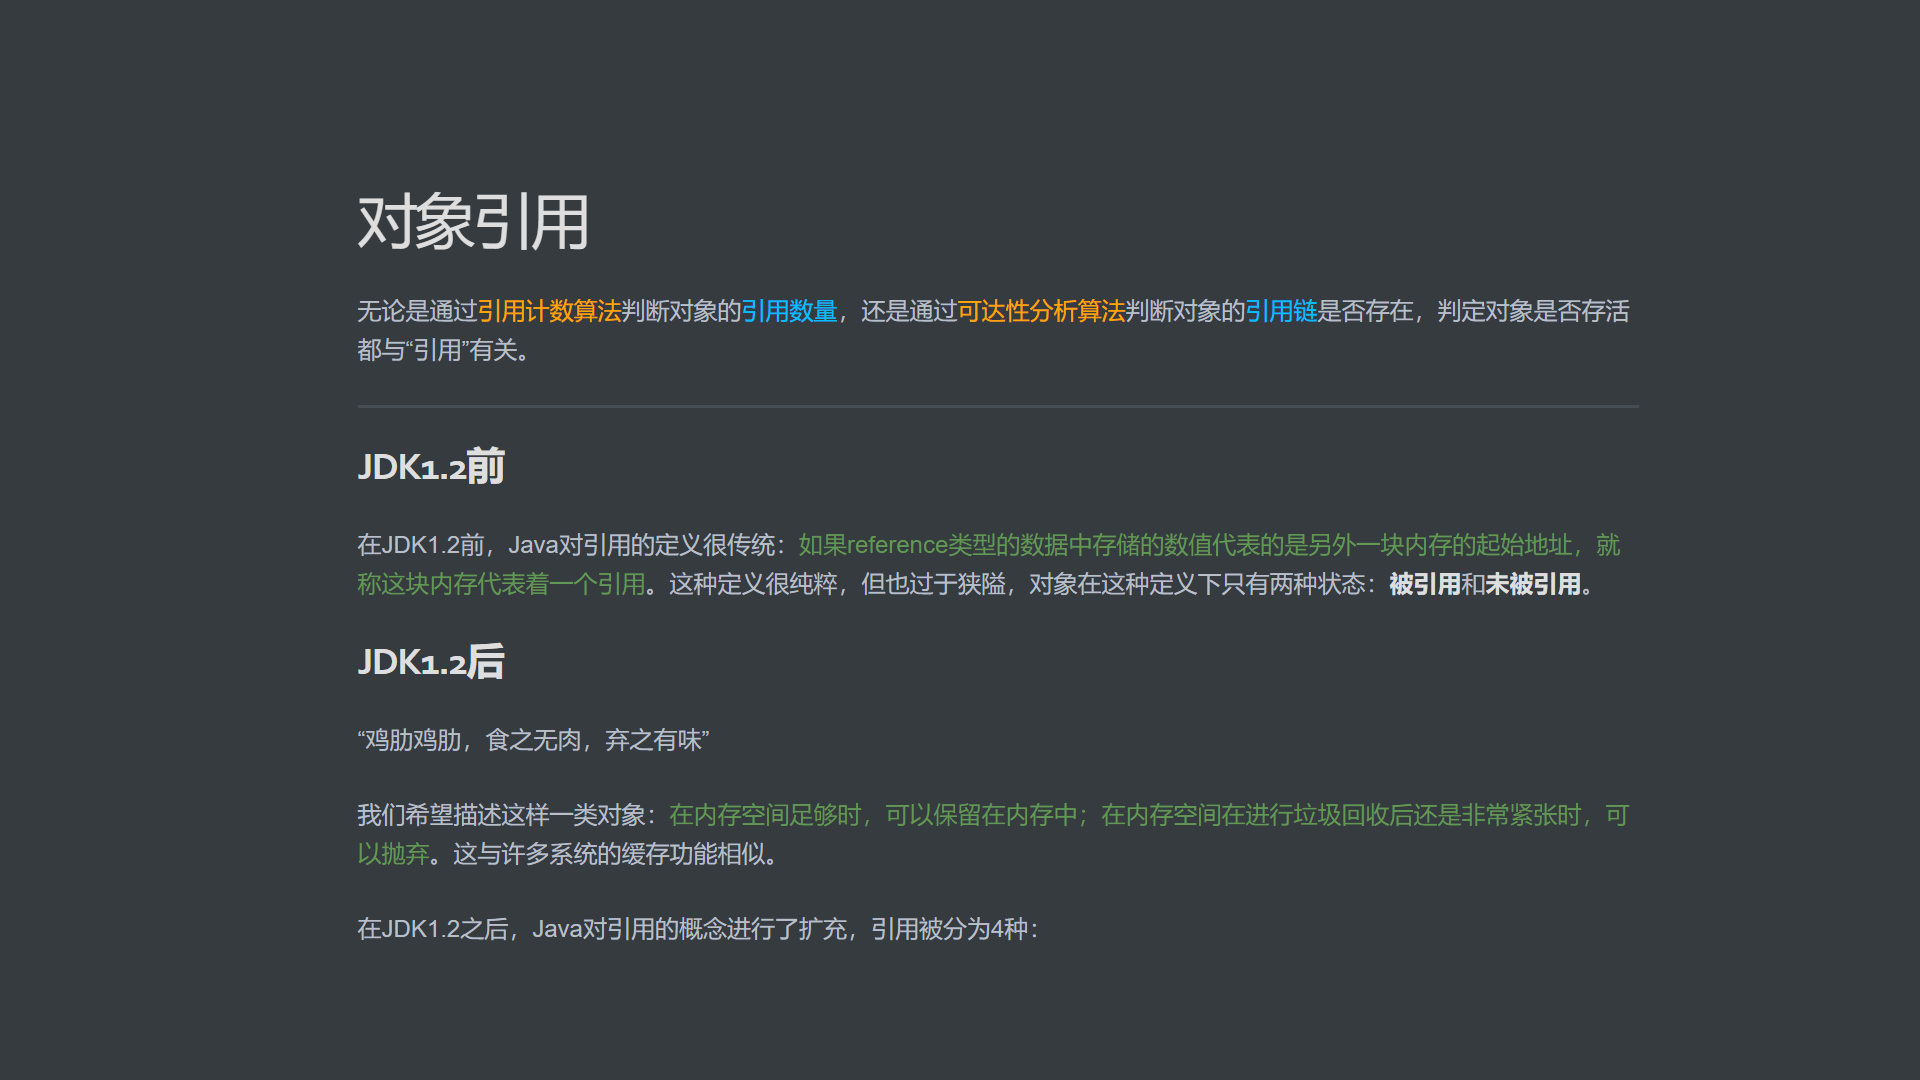 对象引用
无论是通过引用计数算法判断对象的引用数量，还是通过可达性分析算法判断对象的引用链是否存在，判定对象是否存活
都与“引用”有关。
JDK1.2前
在JDK1.2前，Java对引用的定义很传统：如果reference类型的数据中存储的数值代表的是另外一块内存的起始地址，就
称这块内存代表着一个引用。这种定义很纯粹，但也过于狭隘，对象在这种定义下只有两种状态：被引用和未被引用。
JDK1.2后
“鸡肋鸡肋，食之无肉，弃之有味”
我们希望描述这样一类对象：在内存空间足够时，可以保留在内存中；在内存空间在进行垃圾回收后还是非常紧张时，可
以抛弃。这与许多系统的缓存功能相似。
在JDK1.2之后，Java对引用的概念进行了扩充，引用被分为4种：